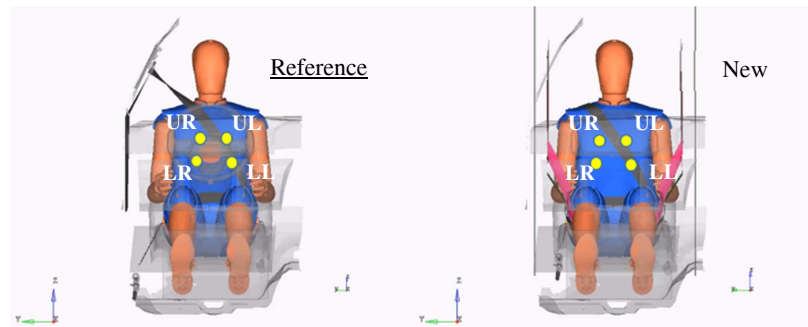 Reference
New
UR UL
LR LL
UR UL
LR LL
Z
Y X
Z
Y X